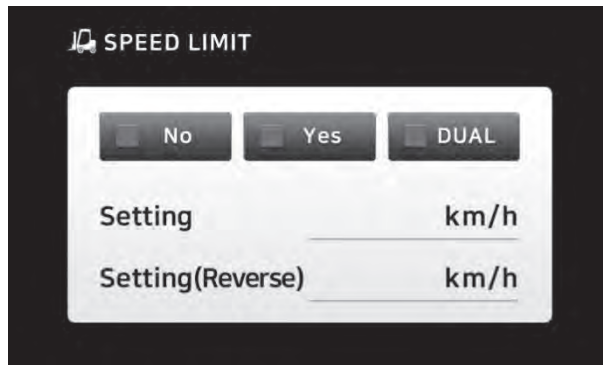 SPEED LIMIT
No Yes DUAL
Setting km/h
Setting(Reverse) km/h